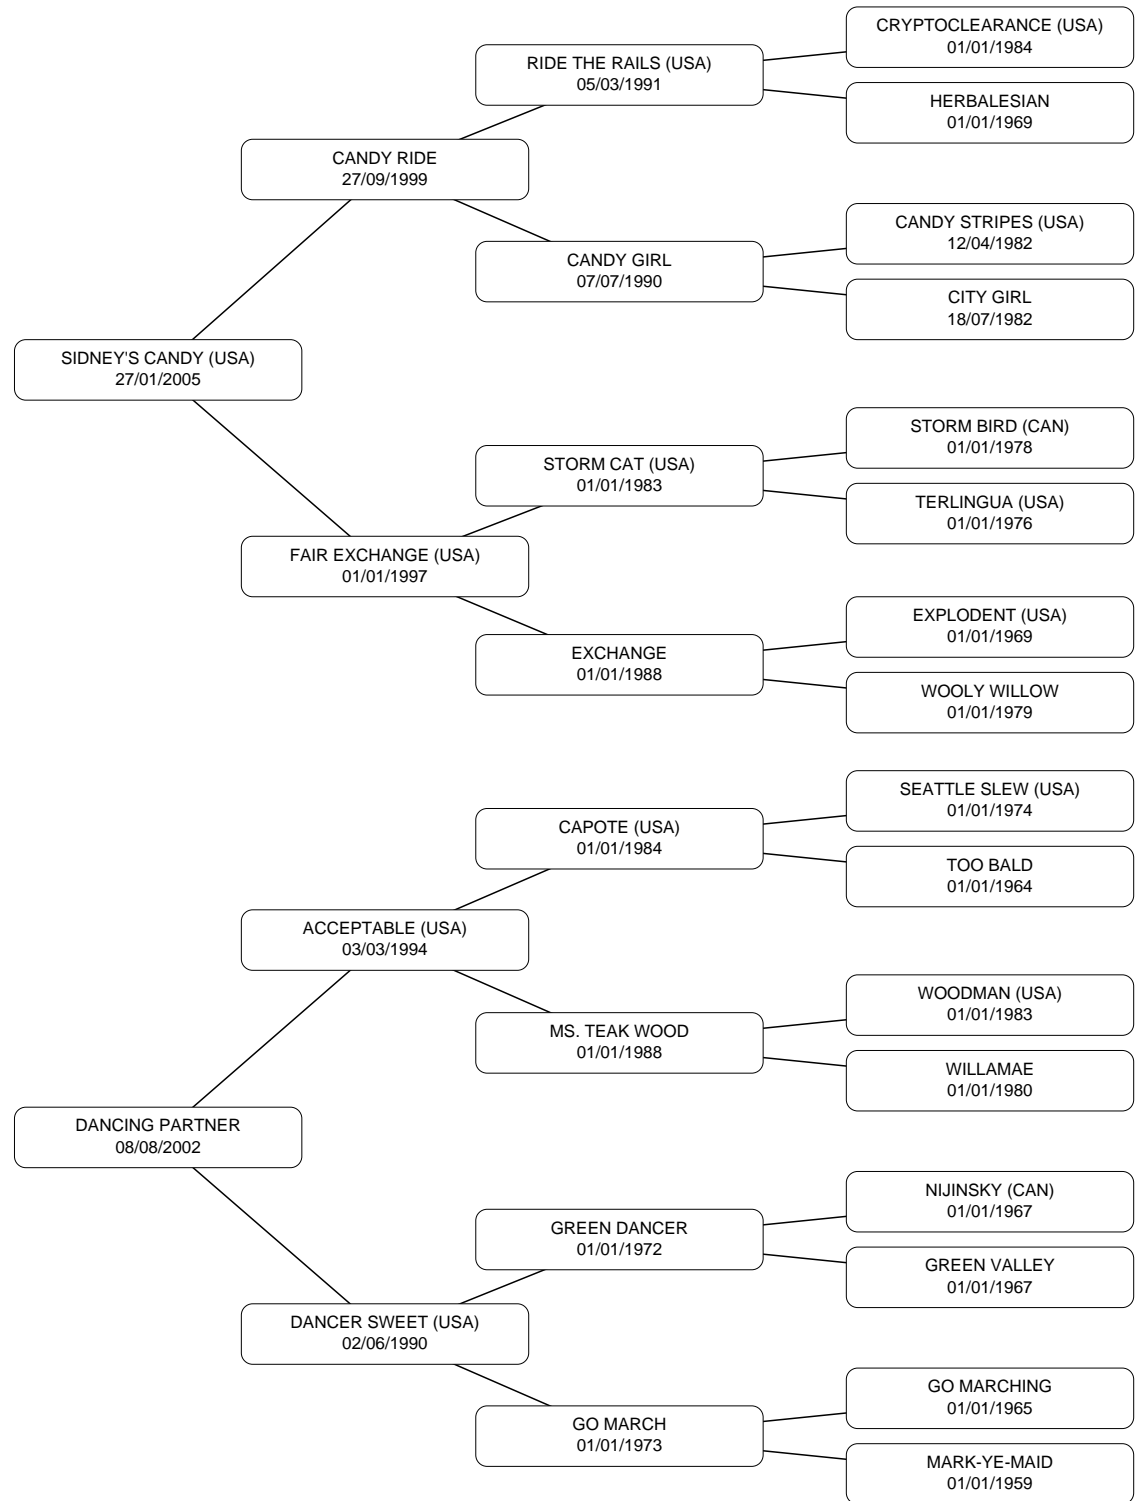 CRYPTOCLEARANCE (USA)
01/01/1984
RIDE THE RAILS (USA)
05/03/1991
HERBALESIAN
01/01/1969
CANDY RIDE
27/09/1999
CANDY STRIPES (USA)
12/04/1982
CANDY GIRL
07/07/1990
CITY GIRL
18/07/1982
SIDNEY'S CANDY (USA)
27/01/2005
STORM BIRD (CAN)
01/01/1978
STORM CAT (USA)
01/01/1983
TERLINGUA (USA)
01/01/1976
FAIR EXCHANGE (USA)
01/01/1997
EXPLODENT (USA)
01/01/1969
EXCHANGE
01/01/1988
WOOLY WILLOW
01/01/1979
SEATTLE SLEW (USA)
01/01/1974
CAPOTE (USA)
01/01/1984
TOO BALD
01/01/1964
ACCEPTABLE (USA)
03/03/1994
WOODMAN (USA)
01/01/1983
MS. TEAK WOOD
01/01/1988
WILLAMAE
01/01/1980
DANCING PARTNER
08/08/2002
NIJINSKY (CAN)
01/01/1967
GREEN DANCER
01/01/1972
GREEN VALLEY
01/01/1967
DANCER SWEET (USA)
02/06/1990
GO MARCHING
01/01/1965
GO MARCH
01/01/1973
MARK-YE-MAID
01/01/1959